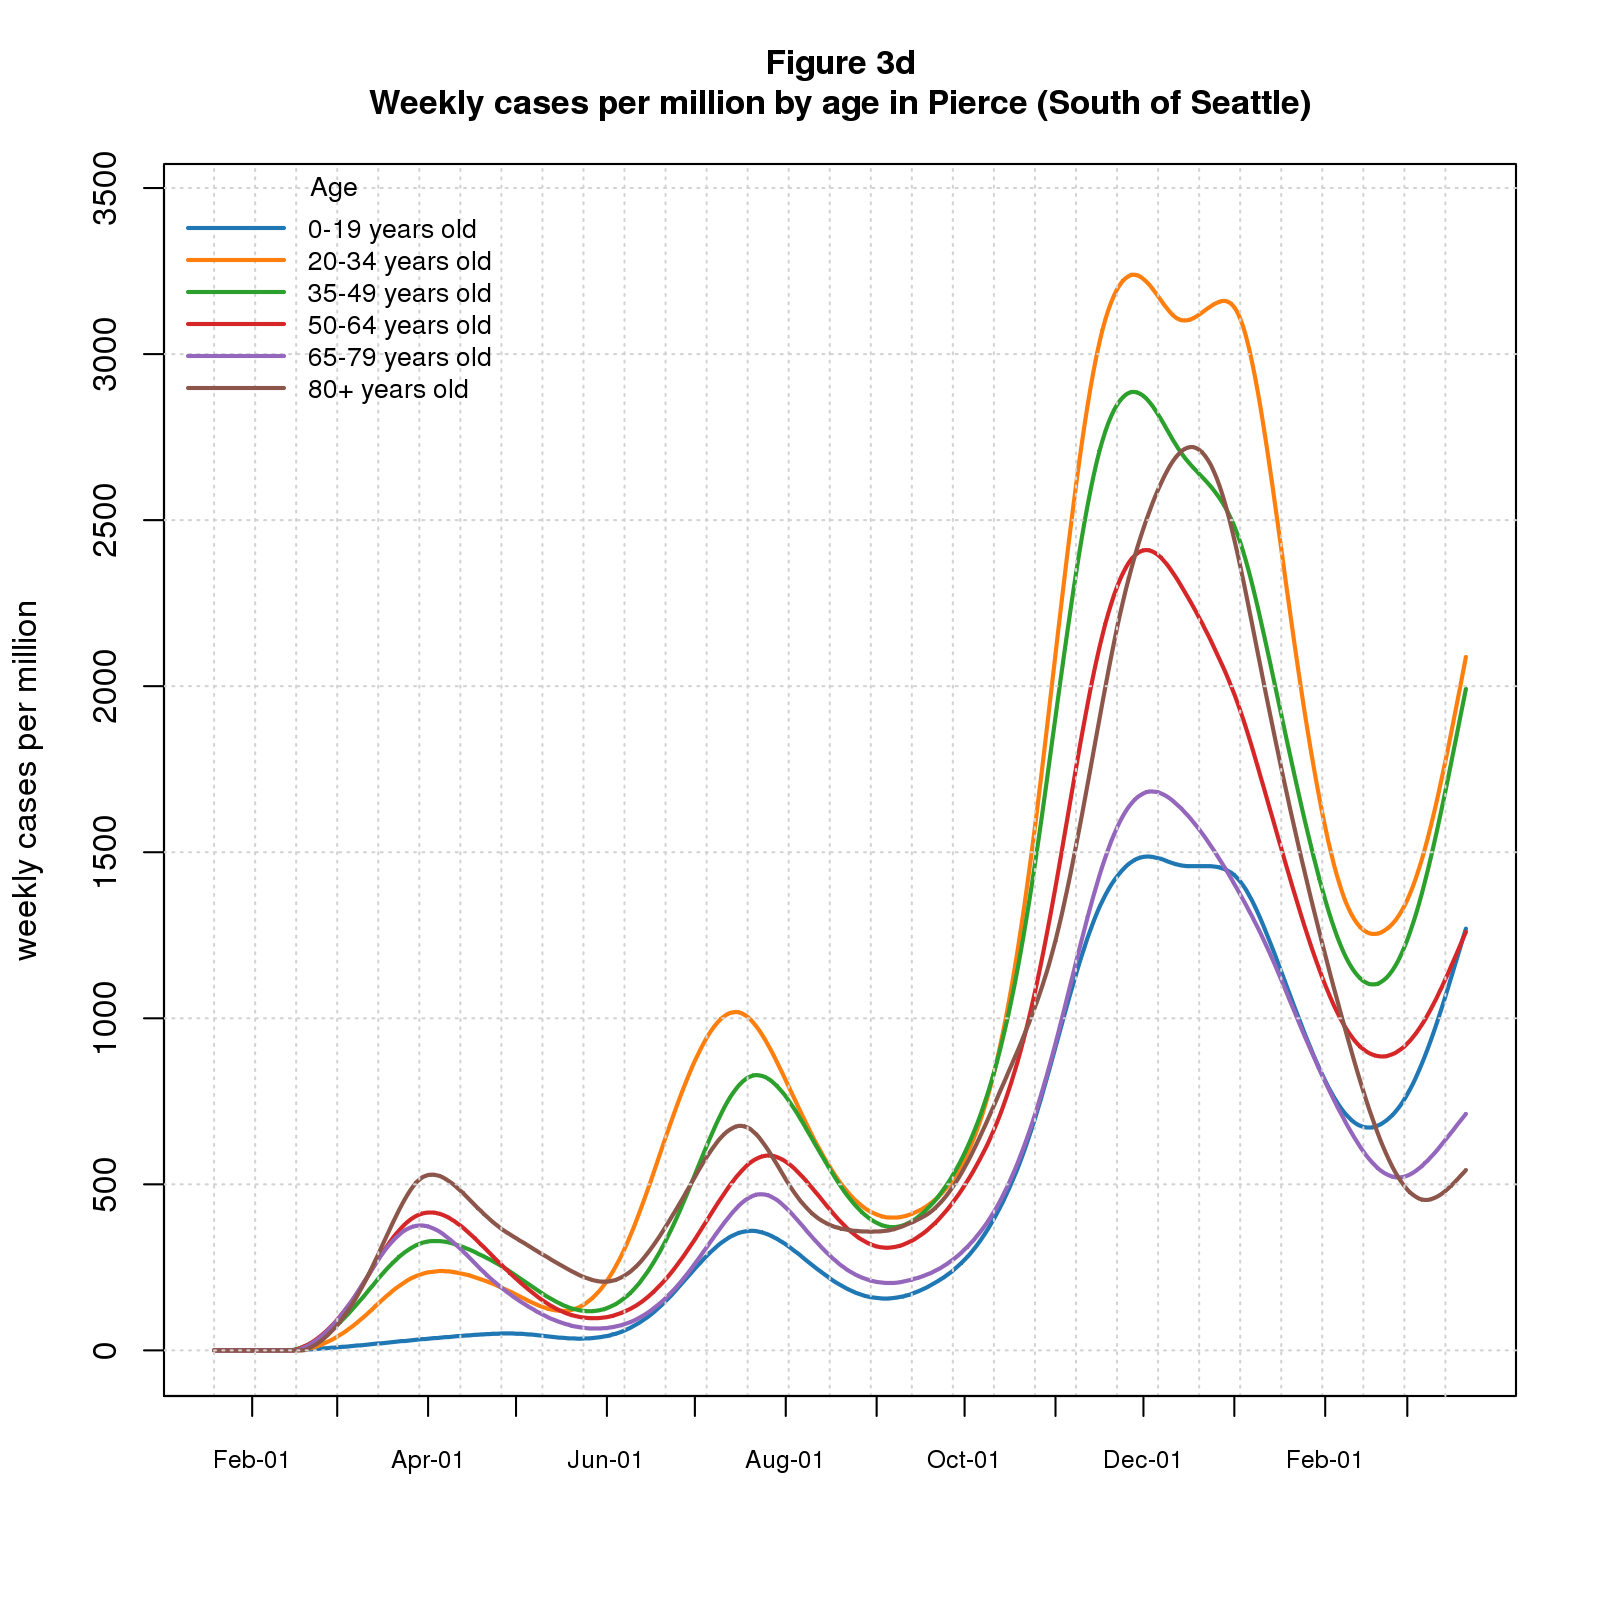 Figure 3d
Weekly cases per million by age in Pierce (South of Seattle)
weekly cases per million
3500
3000
2500
2000
1500
1000
500
0
Age
0-19 years old
20-34 years old
35-49 years old
50-64 years old
65-79 years old
80+ years old
Feb-01 Apr-01 Jun-01 Aug-01 Oct-01 Dec-01 Feb-01